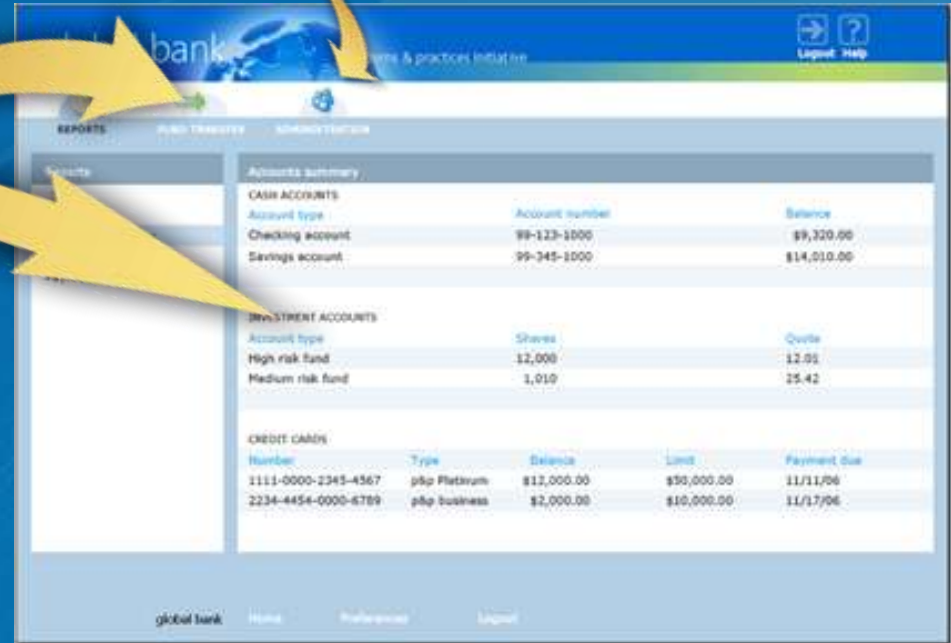 bank
& practices initiative
Logout Help
REPORTS FUND TRANSFER ADMINISTRATION
Accounts summary
CASH ACCOUNTS
Account type Account number Balance
Checking account 99-123-1000 $9,320.00
Savings account 99-345-1000 $14,010.00
INVESTMENT ACCOUNTS
Account type Shares Quote
High risk fund 12,000 12.01
Medium risk fund 1,010 25.42
CREDIT CARDS
Number Type Balance Limit Payment due
1111-0000-2345-4567 p&p Platinum $12,000.00 $50,000.00 11/11/06
2234-4454-0000-6789 p&p business $2,000.00 $10,000.00 11/17/06
global bank Home Preferences Logout